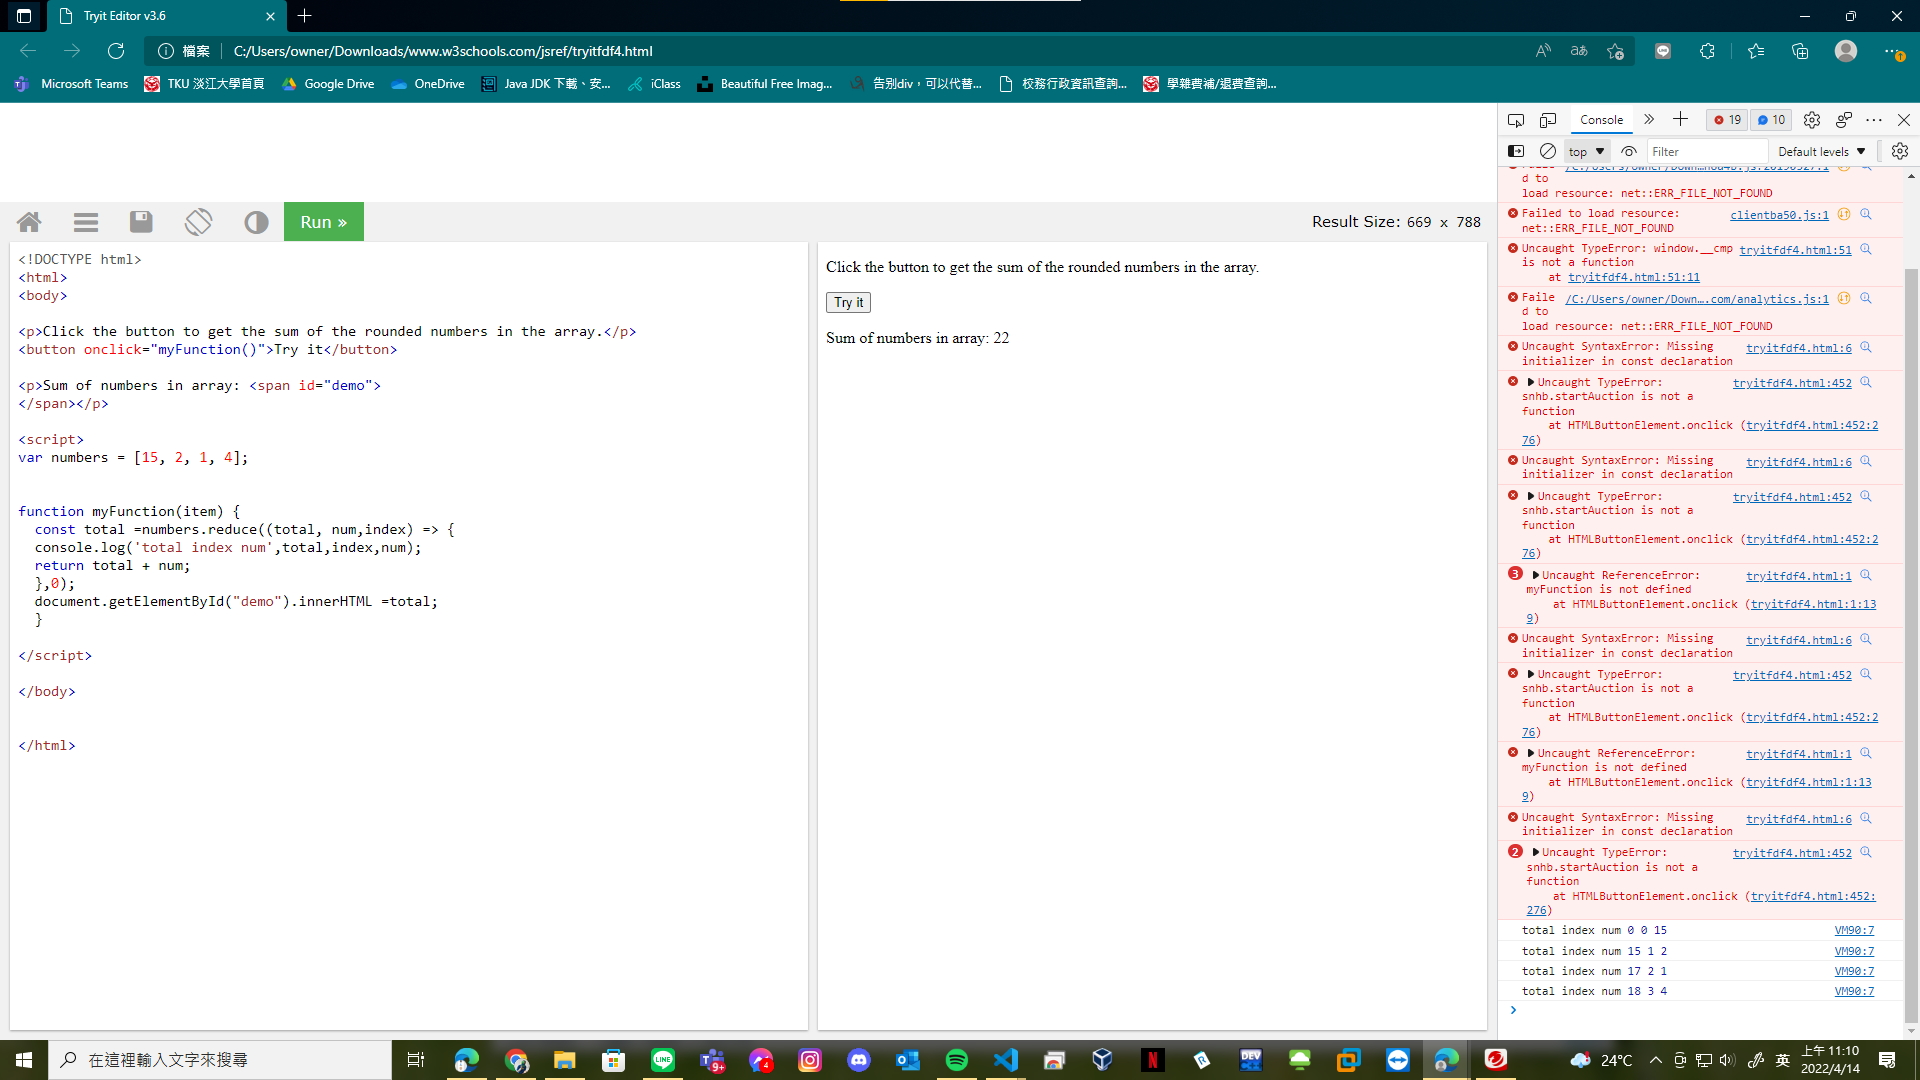 Tryit Editor v3.6
檔案 C:/Users/owner/Downloads/www.w3schools.com/jsref/tryitfdf4.html
Microsoft Teams TKU 淡江大學首頁 Google Drive OneDrive Java JDK 下載、安... iClass Beautiful Free Imag... 告别div，可以代替... 校務行政資訊查詢... 學雜費補/退費查詢...
Run »
Result Size: 669 x 788
<!DOCTYPE html>
<html>
<body>
<p>Click the button to get the sum of the rounded numbers in the array.</p>
<button onclick="myFunction()">Try it</button>
<p>Sum of numbers in array: <span id="demo">
</span></p>
<script>
var numbers = [15, 2, 1, 4];
function myFunction(item) {
const total =numbers.reduce((total, num,index) => {
console.log('total index num',total,index,num);
return total + num;
},0);
document.getElementById("demo").innerHTML =total;
}
</script>
</body>
</html>
Click the button to get the sum of the rounded numbers in the array.
Try it
Sum of numbers in array: 22
Console 19 10
top Filter Default levels
d to
load resource: net::ERR_FILE_NOT_FOUND
Failed to load resource: clientba50.js:1
net::ERR_FILE_NOT_FOUND
Uncaught TypeError: window.__cmp tryitfdf4.html:51
is not a function
at tryitfdf4.html:51:11
Faile /C:/Users/owner/Down….com/analytics.js:1
d to
load resource: net::ERR_FILE_NOT_FOUND
Uncaught SyntaxError: Missing tryitfdf4.html:6
initializer in const declaration
Uncaught TypeError: tryitfdf4.html:452
snhb.startAuction is not a
function
at HTMLButtonElement.onclick (tryitfdf4.html:452:2
76)
Uncaught SyntaxError: Missing tryitfdf4.html:6
initializer in const declaration
Uncaught TypeError: tryitfdf4.html:452
snhb.startAuction is not a
function
at HTMLButtonElement.onclick (tryitfdf4.html:452:2
76)
3 Uncaught ReferenceError: tryitfdf4.html:1
myFunction is not defined
at HTMLButtonElement.onclick (tryitfdf4.html:1:13
9)
Uncaught SyntaxError: Missing tryitfdf4.html:6
initializer in const declaration
Uncaught TypeError: tryitfdf4.html:452
snhb.startAuction is not a
function
at HTMLButtonElement.onclick (tryitfdf4.html:452:2
76)
Uncaught ReferenceError: tryitfdf4.html:1
myFunction is not defined
at HTMLButtonElement.onclick (tryitfdf4.html:1:13
9)
Uncaught SyntaxError: Missing tryitfdf4.html:6
initializer in const declaration
2 Uncaught TypeError: tryitfdf4.html:452
snhb.startAuction is not a
function
at HTMLButtonElement.onclick (tryitfdf4.html:452:
276)
total index num 0 0 15 VM90:7
total index num 15 1 2 VM90:7
total index num 17 2 1 VM90:7
total index num 18 3 4 VM90:7
在這裡輸入文字來搜尋
LINE 9+ 4 DEV 24°C 英 上午 11:10
2022/4/14